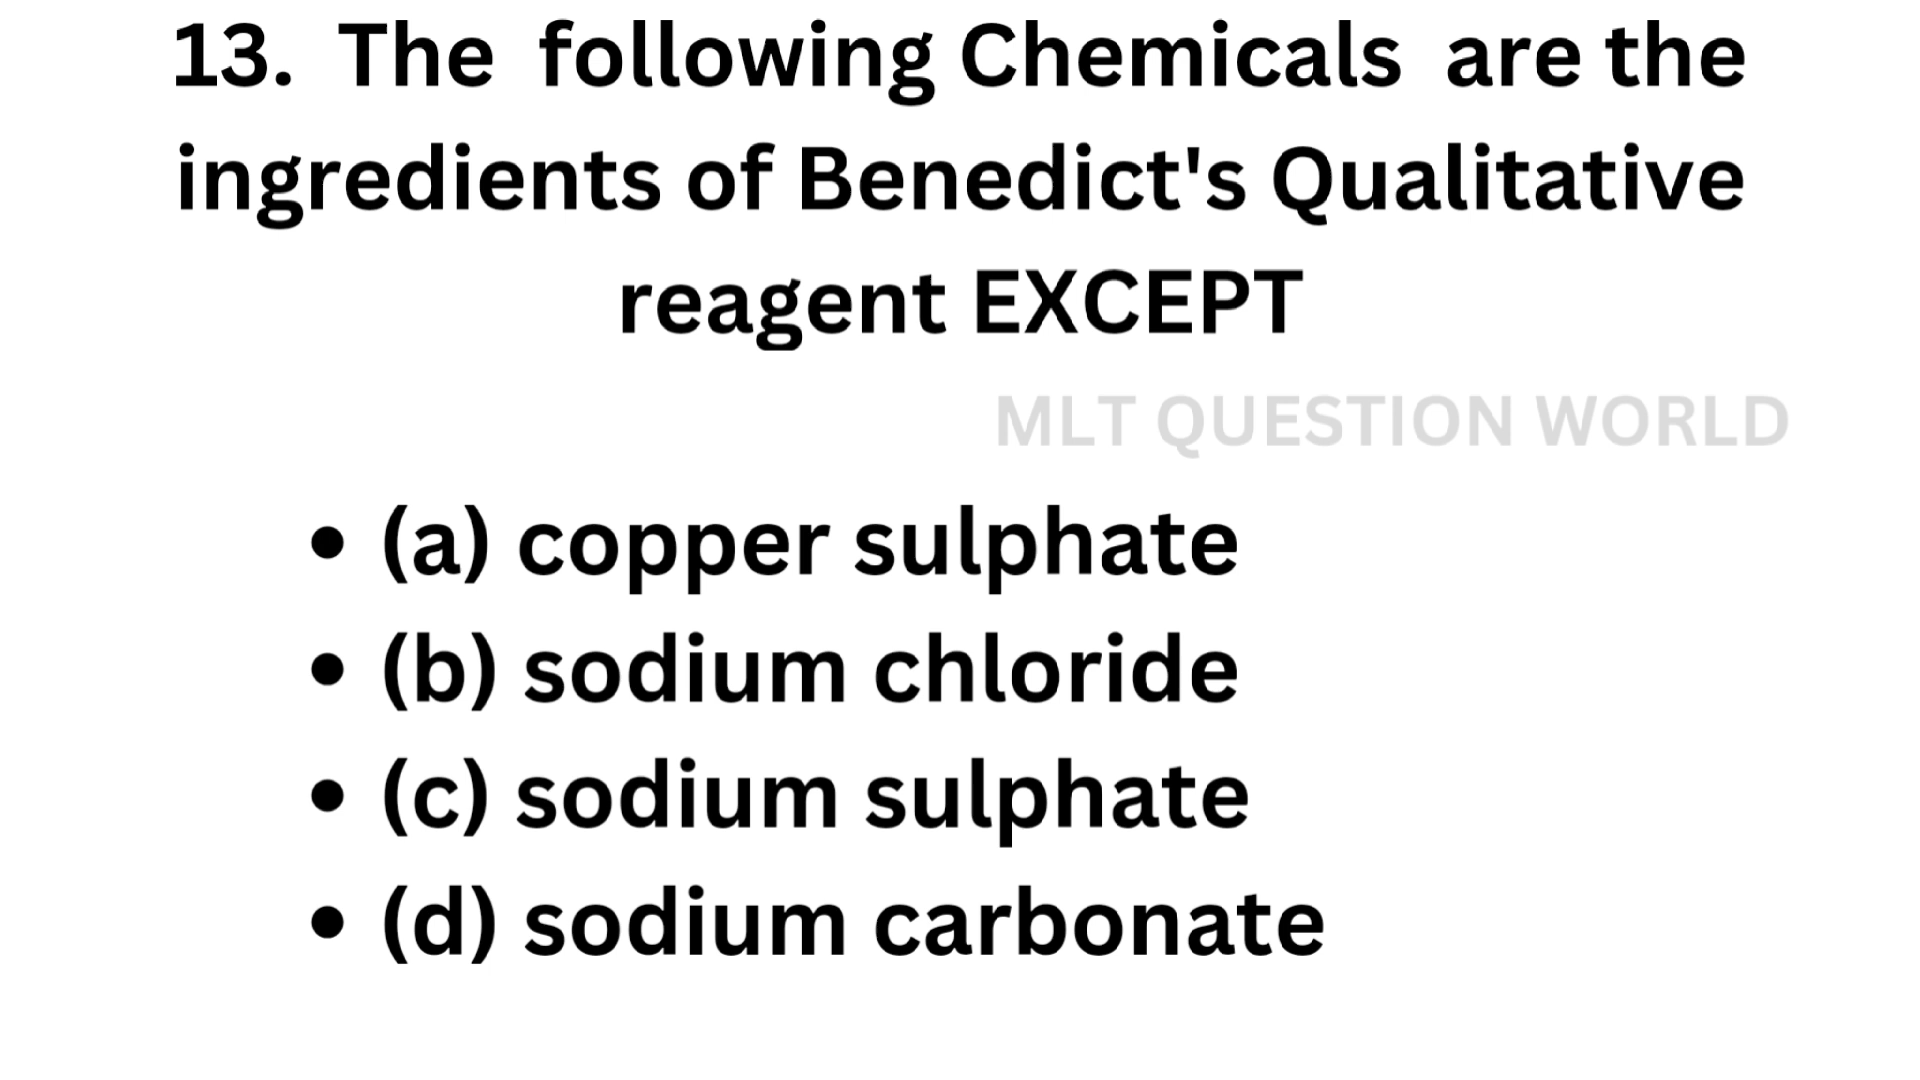 13. The following Chemicals are the
ingredients of Benedict's Qualitative
reagent EXCEPT
MLT QUESTION WORLD
• (a) copper sulphate
• (b) sodium chloride
• (c) sodium sulphate
• (d) sodium carbonate